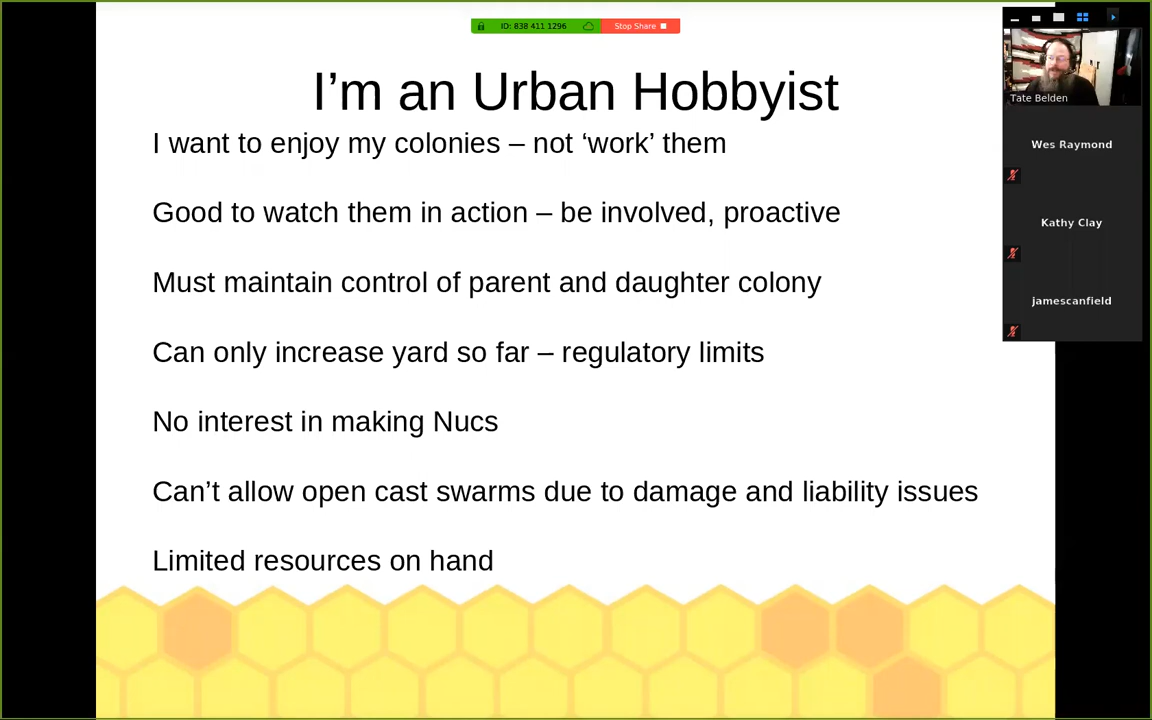 ID: 838 411 1296
Stop Share
I’m an Urban Hobbyist
I want to enjoy my colonies – not ‘work’ them
Good to watch them in action – be involved, proactive
Must maintain control of parent and daughter colony
Can only increase yard so far – regulatory limits
No interest in making Nucs
Can’t allow open cast swarms due to damage and liability issues
Limited resources on hand
Tate Belden
Wes Raymond
Kathy Clay
jamescanfield